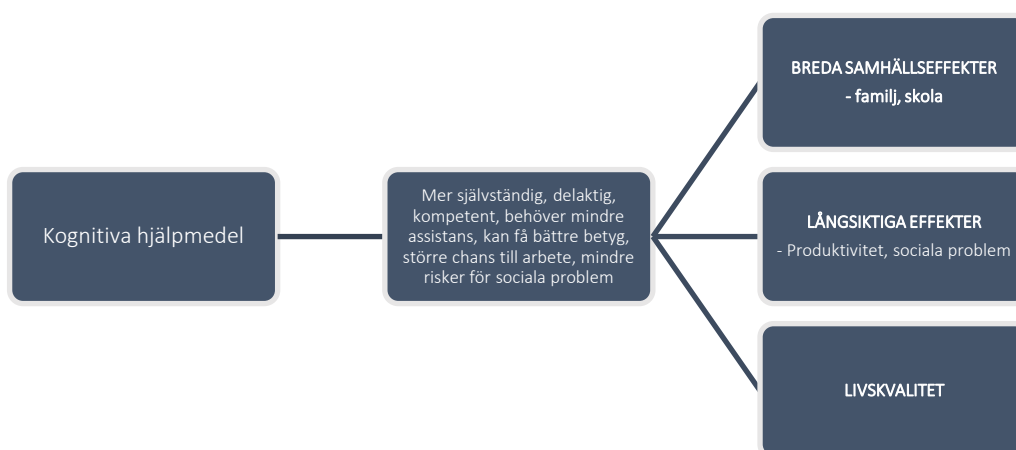 Kognitiva hjälpmedel
Mer självständig, delaktig,
kompetent, behöver mindre
assistans, kan få bättre betyg,
större chans till arbete, mindre
risker för sociala problem
BREDA SAMHÄLLSEFFEKTER
- familj, skola
LÅNGSIKTIGA EFFEKTER
- Produktivitet, sociala problem
LIVSKVALITET